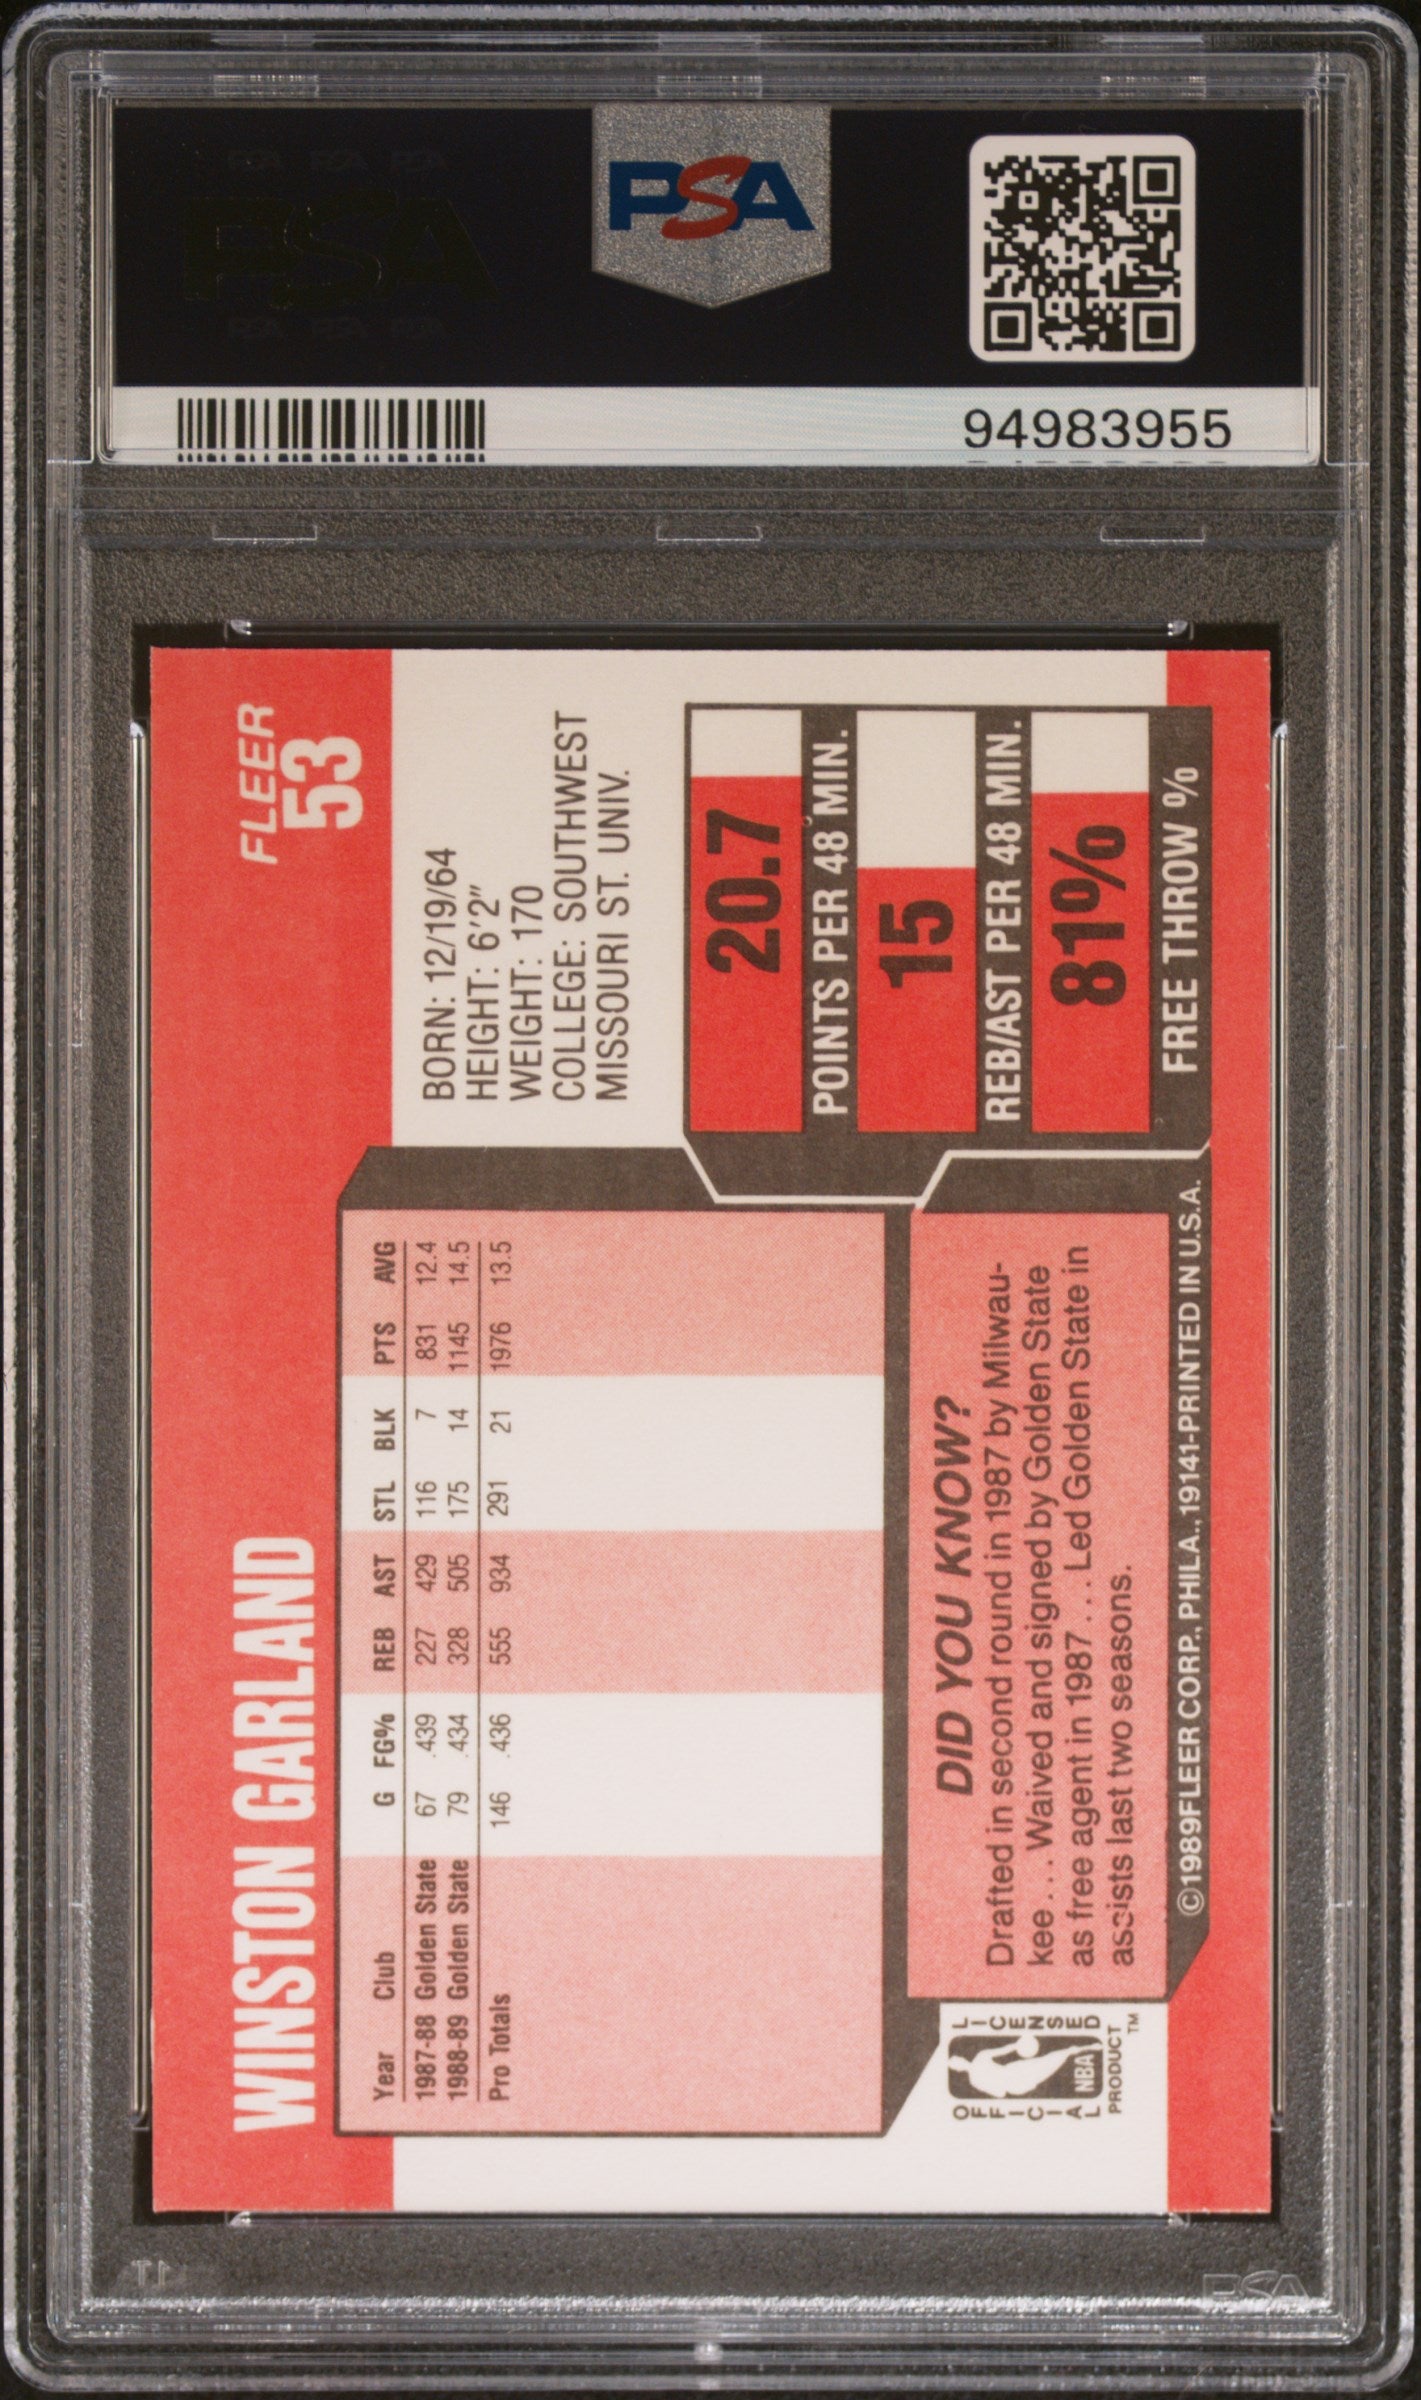 PSA
94983955
WINSTON GARLAND
FLEER
53
BORN: 12/19/64
HEIGHT: 6'2"
WEIGHT: 170
COLLEGE: SOUTHWEST
MISSOURI ST. UNIV.
Year Club G FG% REB AST STL BLK PTS AVG
1987-88 Golden State 67 .439 227 429 116 7 831 12.4
1988-89 Golden State 79 .434 328 505 175 14 1145 14.5
Pro Totals 146 .436 555 934 291 21 1976 13.5
20.7
POINTS PER 48 MIN.
15
REB/AST PER 48 MIN.
81%
FREE THROW %
DID YOU KNOW?
Drafted in second round in 1987 by Milwau-
kee . . . Waived and signed by Golden State
as free agent in 1987 . . . Led Golden State in
assists last two seasons.
OFFICIAL LICENSED
NBA
PRODUCT™
©1989FLEER CORP., PHILA., 19141-PRINTED IN U.S.A.
PSA